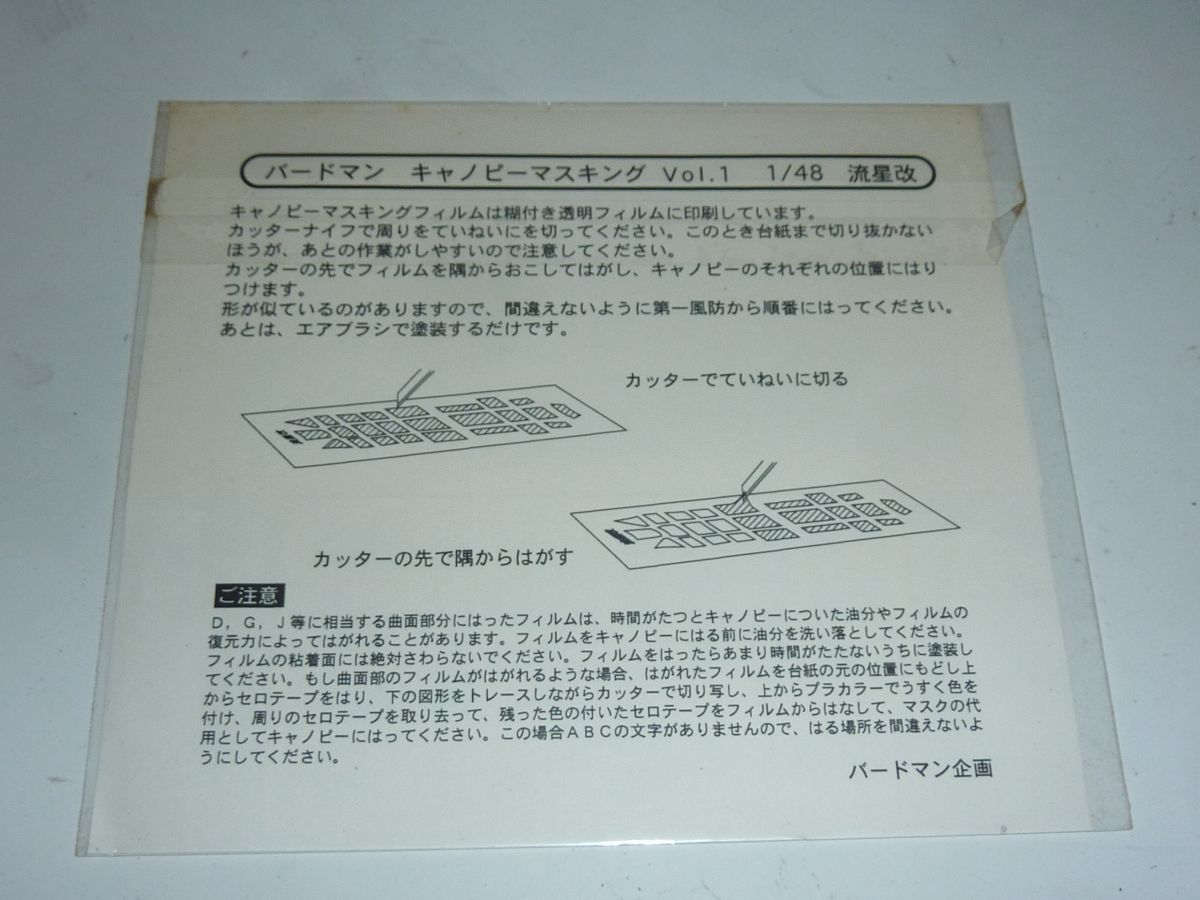 バードマン　キャノピーマスキング Vol.1　1/48　流星改
キャノピーマスキングフィルムは糊付き透明フィルムに印刷しています。
カッターナイフで周りをていねいにを切ってください。このとき台紙まで切り抜かない
ほうが、あとの作業がしやすいので注意してください。
カッターの先でフィルムを隅からおこしてはがし、キャノピーのそれぞれの位置にはり
つけます。
形が似ているのがありますので、間違えないように第一風防から順番にはってください。
あとは、エアブラシで塗装するだけです。
カッターでていねいに切る
カッターの先で隅からはがす
ご注意
D，G，J等に相当する曲面部分にはったフィルムは、時間がたつとキャノピーについた油分やフィルムの
復元力によってはがれることがあります。フィルムをキャノピーにはる前に油分を洗い落としてください。
フィルムの粘着面には絶対さわらないでください。フィルムをはったらあまり時間がたたないうちに塗装し
てください。もし曲面部のフィルムがはがれるような場合、はがれたフィルムを台紙の元の位置にもどし上
からセロテープをはり、下の図形をトレースしながらカッターで切り写し、上からプラカラーでうすく色を
付け、周りのセロテープを取り去って、残った色の付いたセロテープをフィルムからはなして、マスクの代
用としてキャノピーにはってください。この場合ＡＢＣの文字がありませんので、はる場所を間違えないよ
うにしてください。
バードマン企画